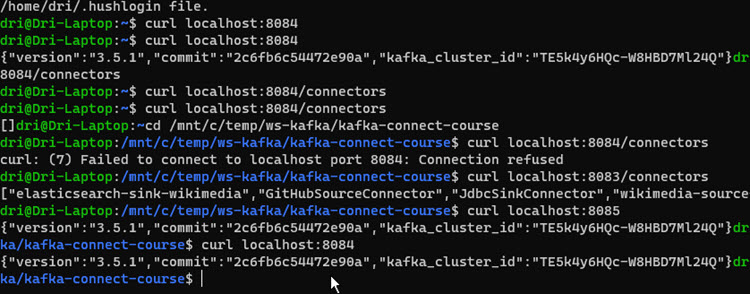 /home/dri/.hushlogin file.
dri@Dri-Laptop:~$ curl localhost:8084
dri@Dri-Laptop:~$ curl localhost:8084
{"version":"3.5.1","commit":"2c6fb6c54472e90a","kafka_cluster_id":"TE5k4y6HQc-W8HBD7Ml24Q"}dr
8084/connectors
dri@Dri-Laptop:~$ curl localhost:8084/connectors
dri@Dri-Laptop:~$ curl localhost:8084/connectors
[]dri@Dri-Laptop:~cd /mnt/c/temp/ws-kafka/kafka-connect-course
dri@Dri-Laptop:/mnt/c/temp/ws-kafka/kafka-connect-course$ curl localhost:8084/connectors
curl: (7) Failed to connect to localhost port 8084: Connection refused
dri@Dri-Laptop:/mnt/c/temp/ws-kafka/kafka-connect-course$ curl localhost:8083/connectors
["elasticsearch-sink-wikimedia","GitHubSourceConnector","JdbcSinkConnector","wikimedia-source
dri@Dri-Laptop:/mnt/c/temp/ws-kafka/kafka-connect-course$ curl localhost:8085
{"version":"3.5.1","commit":"2c6fb6c54472e90a","kafka_cluster_id":"TE5k4y6HQc-W8HBD7Ml24Q"}dr
ka/kafka-connect-course$ curl localhost:8084
{"version":"3.5.1","commit":"2c6fb6c54472e90a","kafka_cluster_id":"TE5k4y6HQc-W8HBD7Ml24Q"}dr
ka/kafka-connect-course$